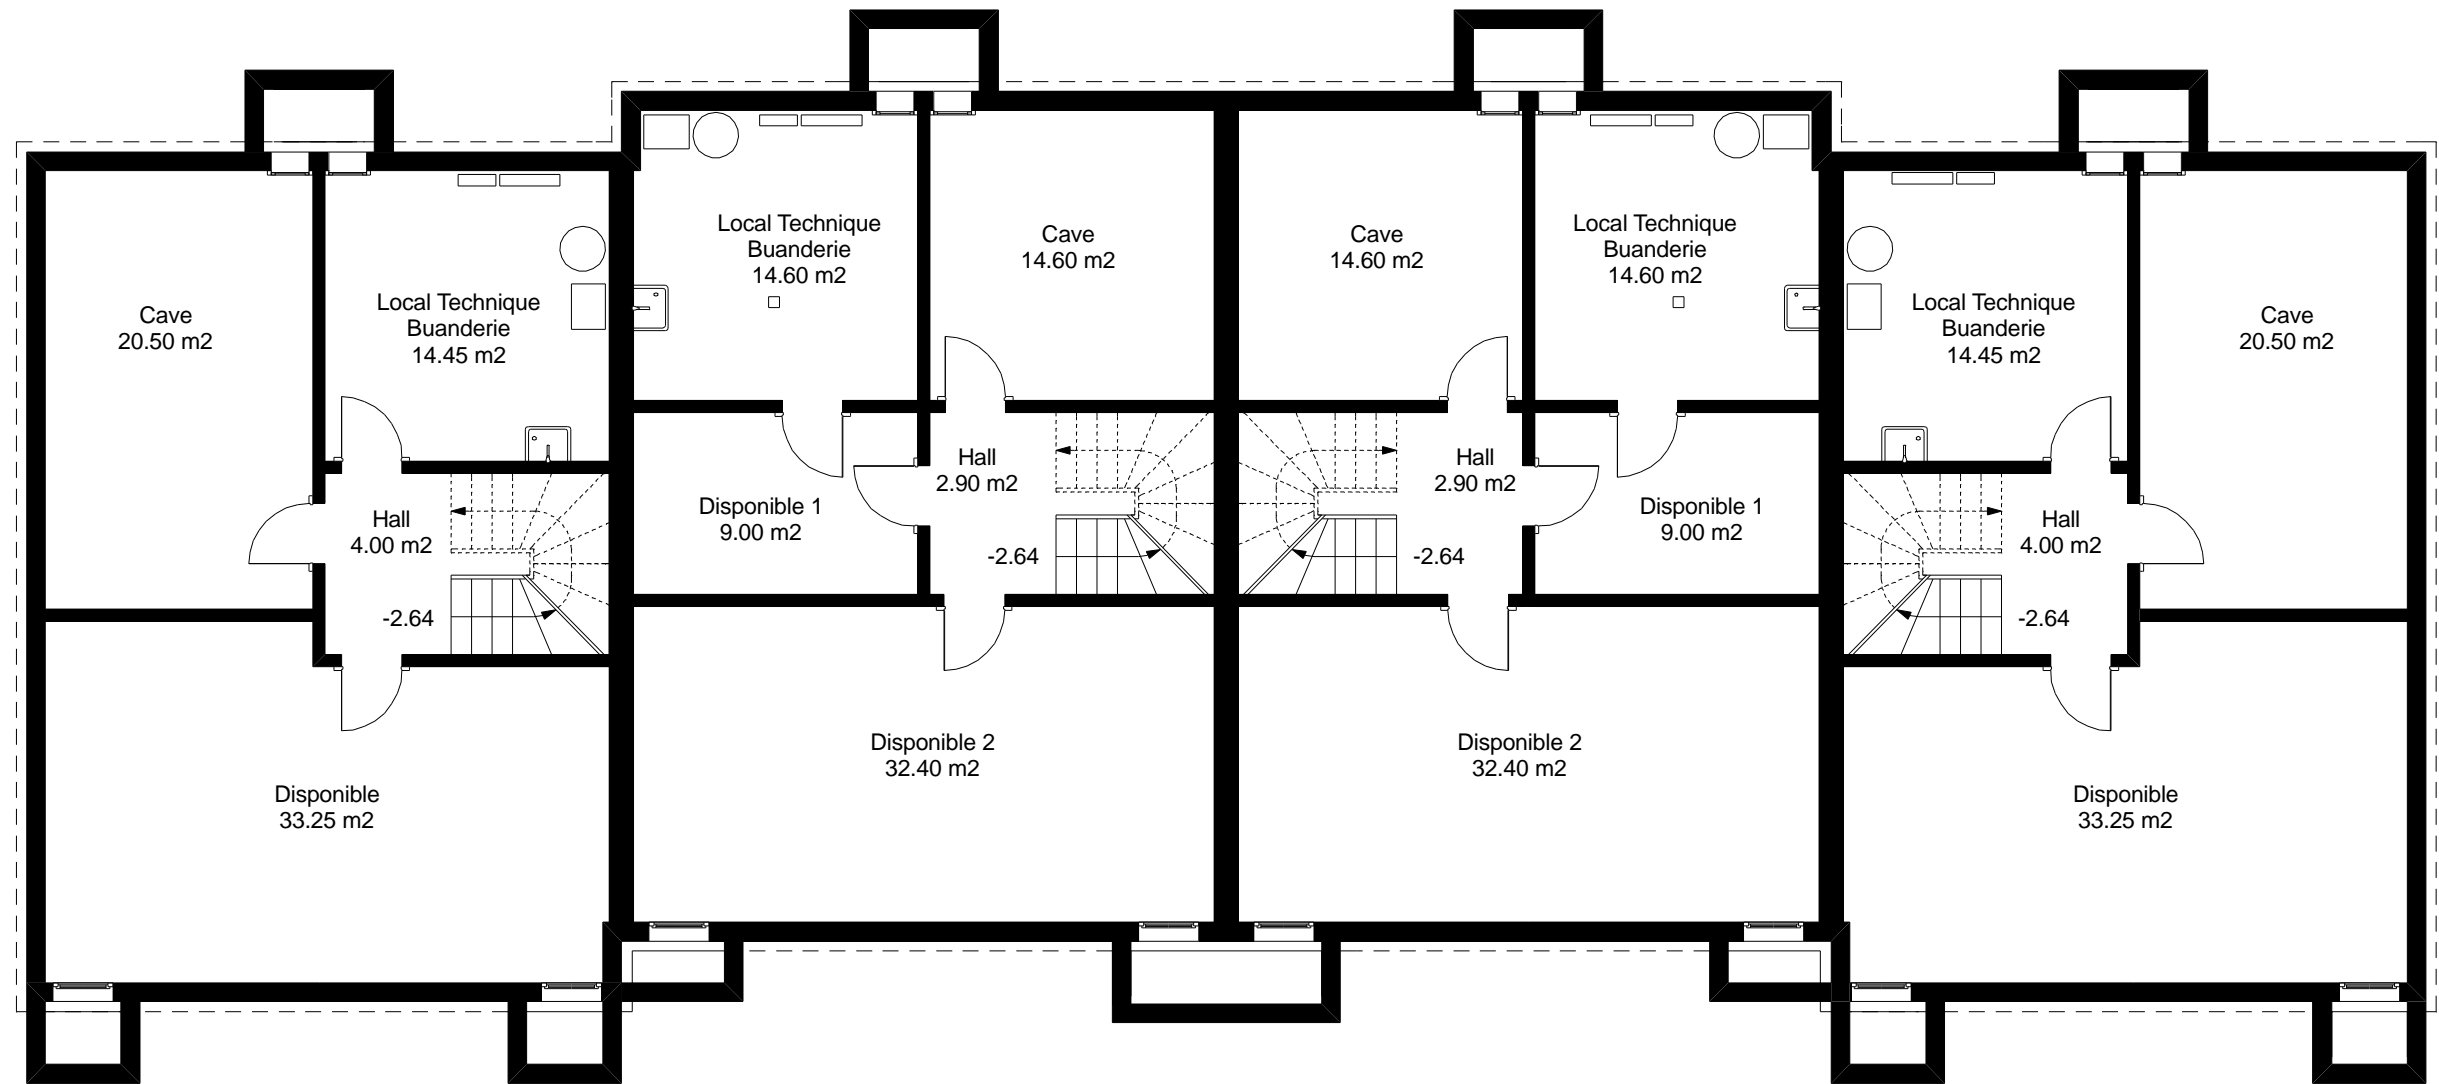 Cave
20.50 m2
Local Technique
Buanderie
14.45 m2
Hall
4.00 m2
-2.64
Disponible
33.25 m2
Local Technique
Buanderie
14.60 m2
Cave
14.60 m2
Disponible 1
9.00 m2
Hall
2.90 m2
-2.64
Disponible 2
32.40 m2
Cave
14.60 m2
Local Technique
Buanderie
14.60 m2
Hall
2.90 m2
-2.64
Disponible 1
9.00 m2
Disponible 2
32.40 m2
Local Technique
Buanderie
14.45 m2
Cave
20.50 m2
Hall
4.00 m2
-2.64
Disponible
33.25 m2